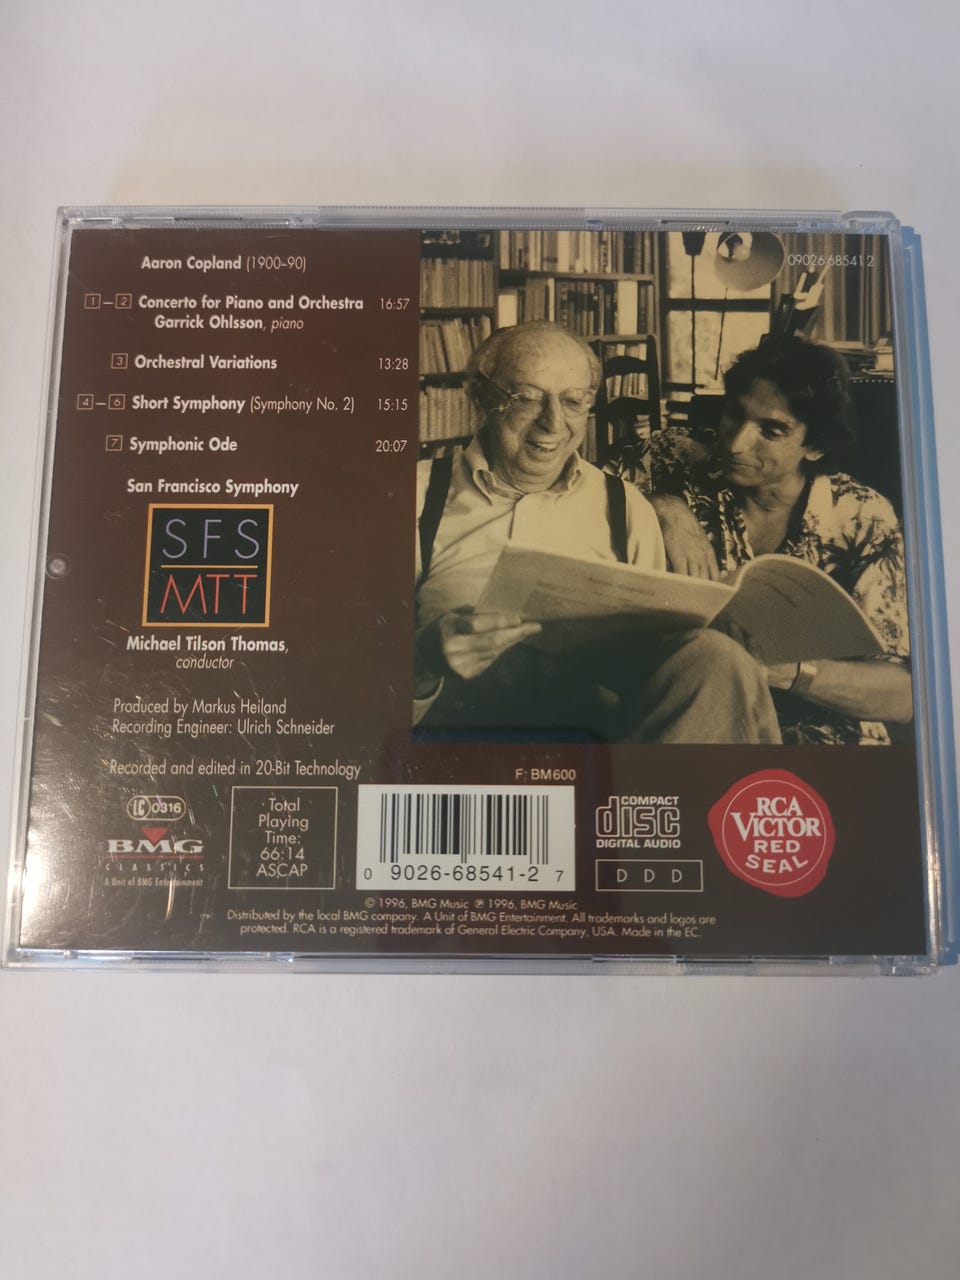 Aaron Copland (1900–90)
09026 68541 2
1 – 2 Concerto for Piano and Orchestra 16:57
Garrick Ohlsson, piano
3 Orchestral Variations 13:28
4 – 6 Short Symphony (Symphony No. 2) 15:15
7 Symphonic Ode 20:07
San Francisco Symphony
SFS
MTT
Michael Tilson Thomas,
conductor
Produced by Markus Heiland
Recording Engineer: Ulrich Schneider
Recorded and edited in 20-Bit Technology
F: BM600
LC 0316
BMG
CLASSICS
A Unit of BMG Entertainment
Total
Playing
Time:
66:14
ASCAP
0 9026-68541-2 7
COMPACT
disc
DIGITAL AUDIO
DDD
RCA
VICTOR
RED
SEAL
© 1996, BMG Music ℗ 1996, BMG Music
Distributed by the local BMG company. A Unit of BMG Entertainment. All trademarks and logos are
protected. RCA is a registered trademark of General Electric Company, USA. Made in the EC.